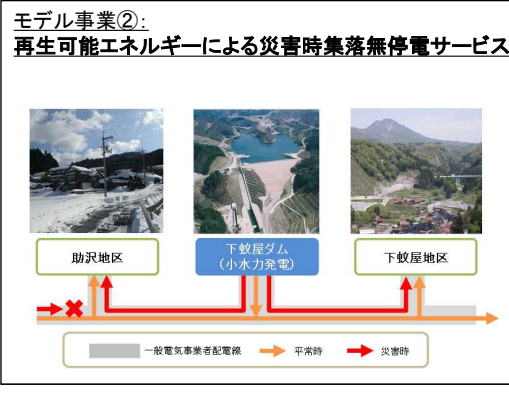 モデル事業②:
再生可能エネルギーによる災害時集落無停電サービス
助沢地区
下蚊屋ダム
(小水力発電)
下蚊屋地区
一般電気事業者配電線
平常時
災害時